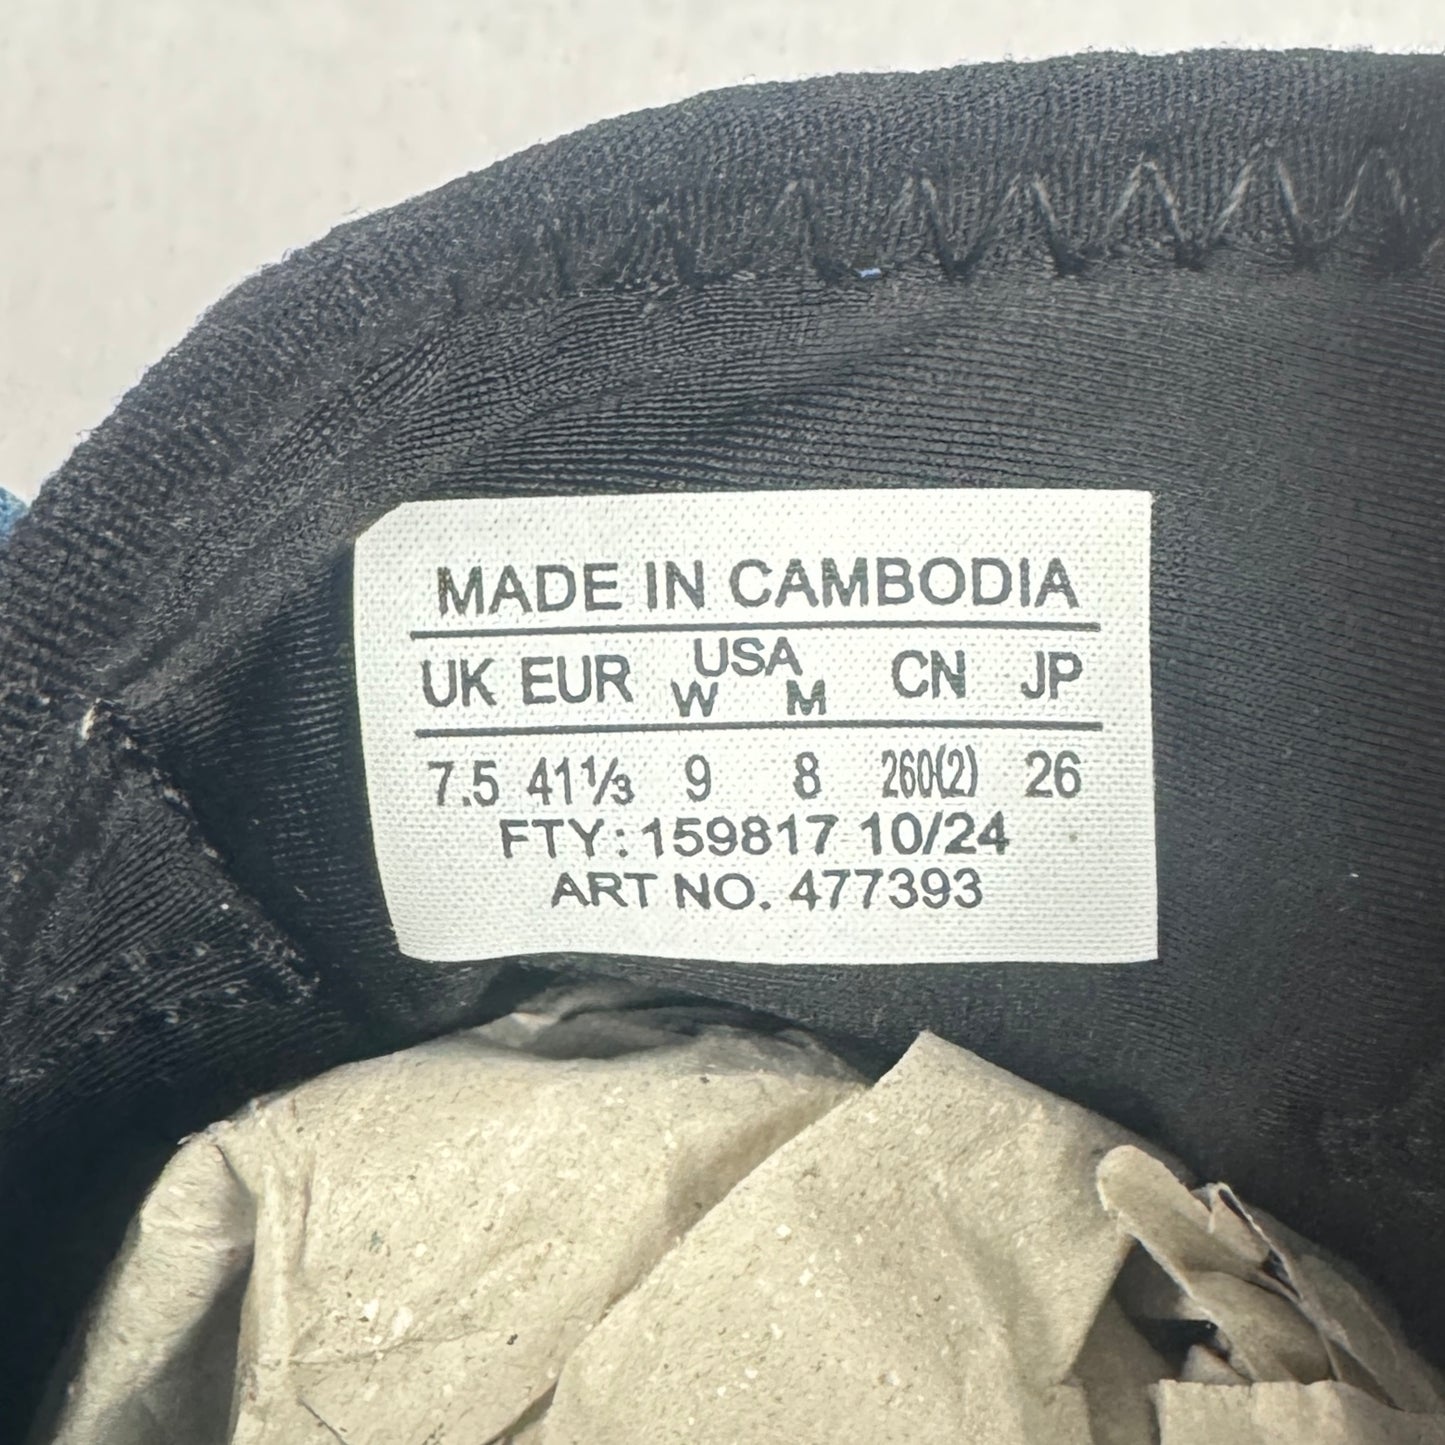 MADE IN CAMBODIA
UK EUR USA CN JP
W M
7.5 41⅓ 9 8 260(2) 26
FTY: 159817 10/24
ART NO. 477393